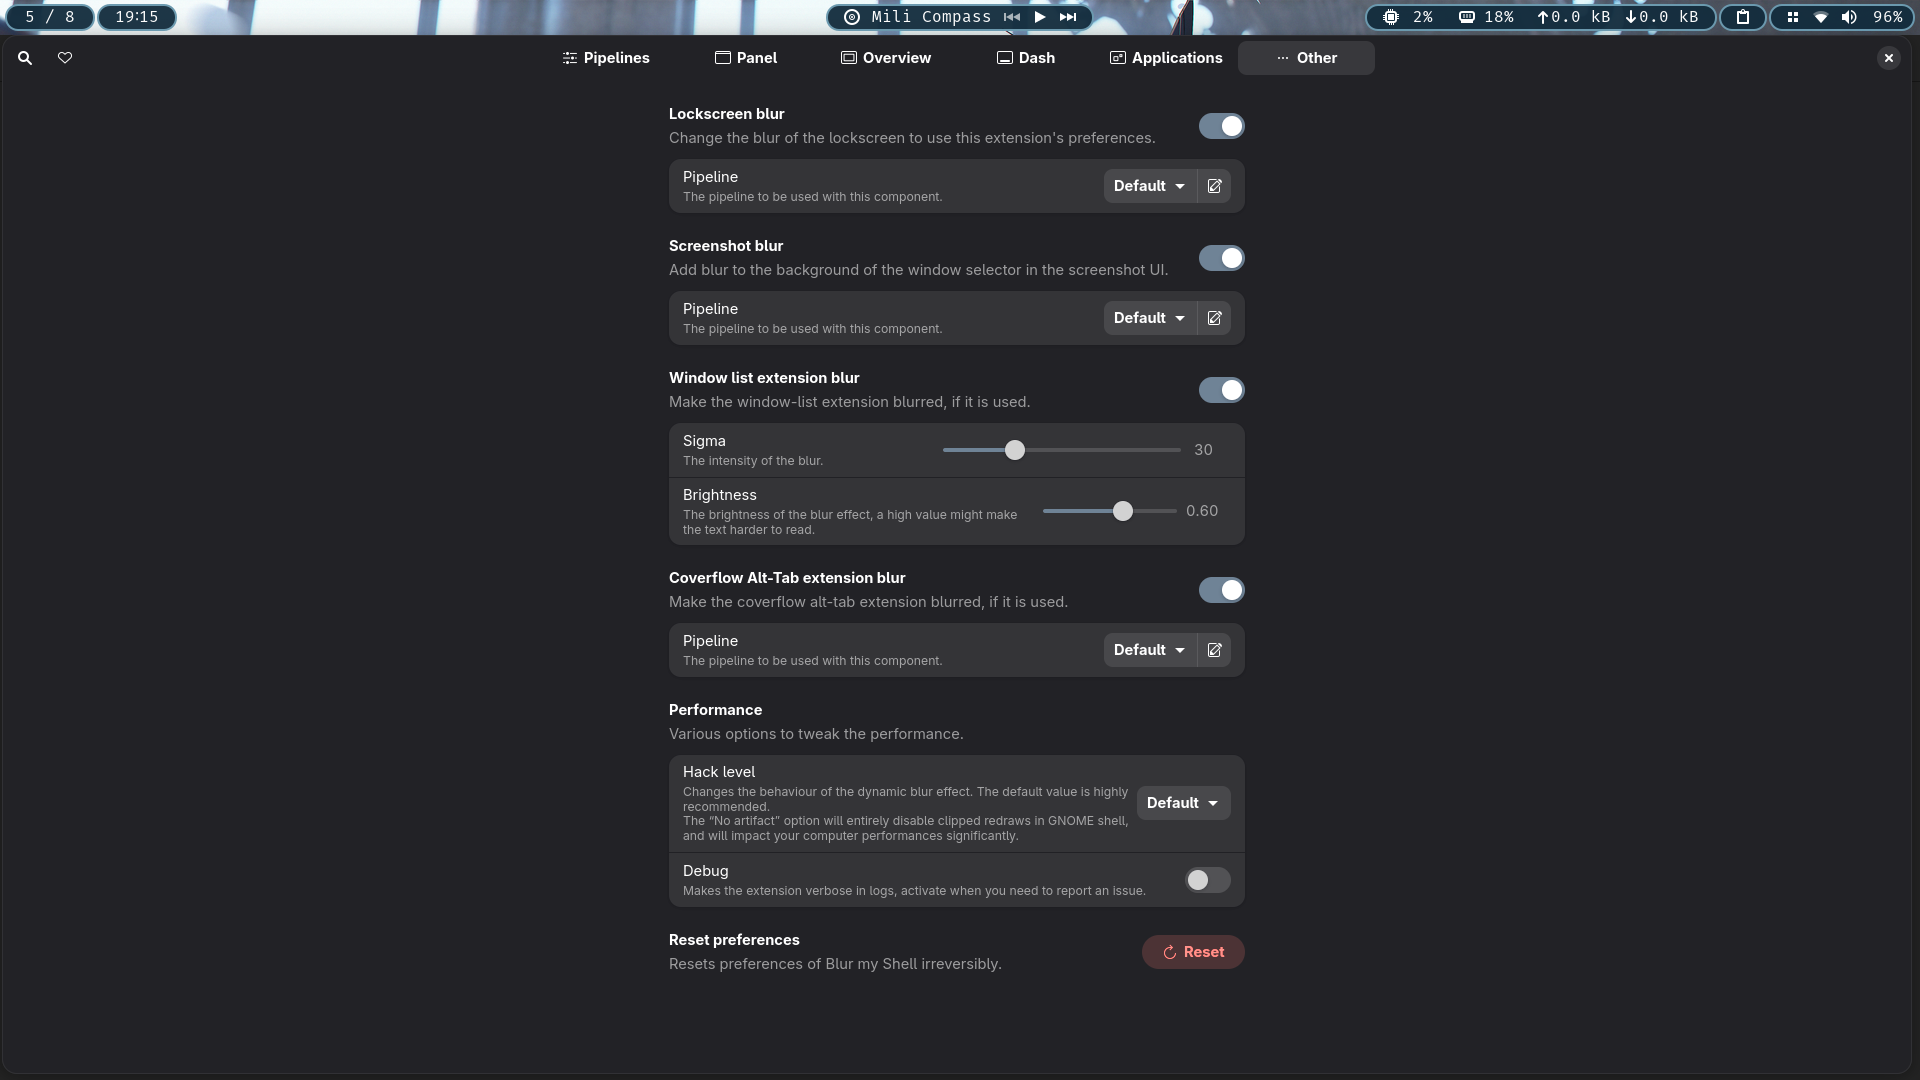 5 / 8
19:15
Mili Compass
2%
18%
0.0 kB
0.0 kB
96%
Pipelines
Panel
Overview
Dash
Applications
Other
Lockscreen blur
Change the blur of the lockscreen to use this extension's preferences.
Pipeline
The pipeline to be used with this component.
Default
Screenshot blur
Add blur to the background of the window selector in the screenshot UI.
Pipeline
The pipeline to be used with this component.
Default
Window list extension blur
Make the window-list extension blurred, if it is used.
Sigma
The intensity of the blur.
30
Brightness
The brightness of the blur effect, a high value might make
the text harder to read.
0.60
Coverflow Alt-Tab extension blur
Make the coverflow alt-tab extension blurred, if it is used.
Pipeline
The pipeline to be used with this component.
Default
Performance
Various options to tweak the performance.
Hack level
Changes the behaviour of the dynamic blur effect. The default value is highly
recommended.
The “No artifact” option will entirely disable clipped redraws in GNOME shell,
and will impact your computer performances significantly.
Default
Debug
Makes the extension verbose in logs, activate when you need to report an issue.
Reset preferences
Resets preferences of Blur my Shell irreversibly.
Reset